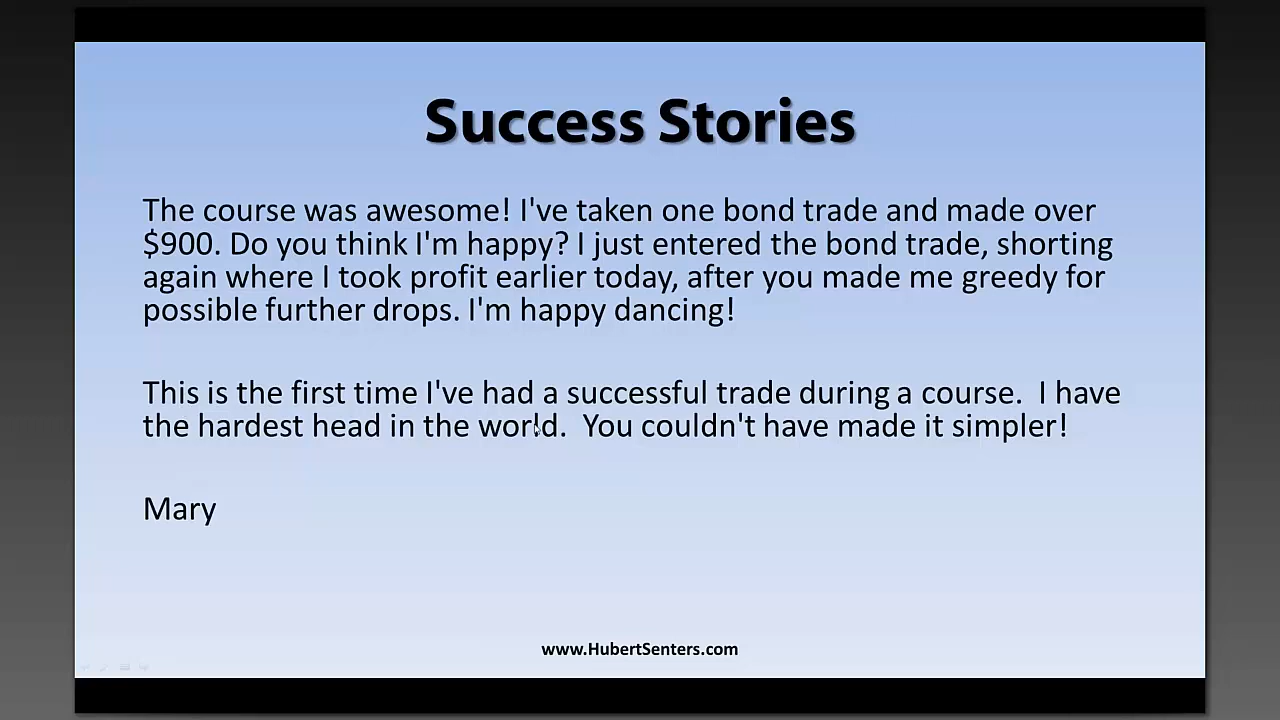 Success Stories
The course was awesome! I've taken one bond trade and made over
$900. Do you think I'm happy? I just entered the bond trade, shorting
again where I took profit earlier today, after you made me greedy for
possible further drops. I'm happy dancing!
This is the first time I've had a successful trade during a course.  I have
the hardest head in the world.  You couldn't have made it simpler!
Mary
www.HubertSenters.com